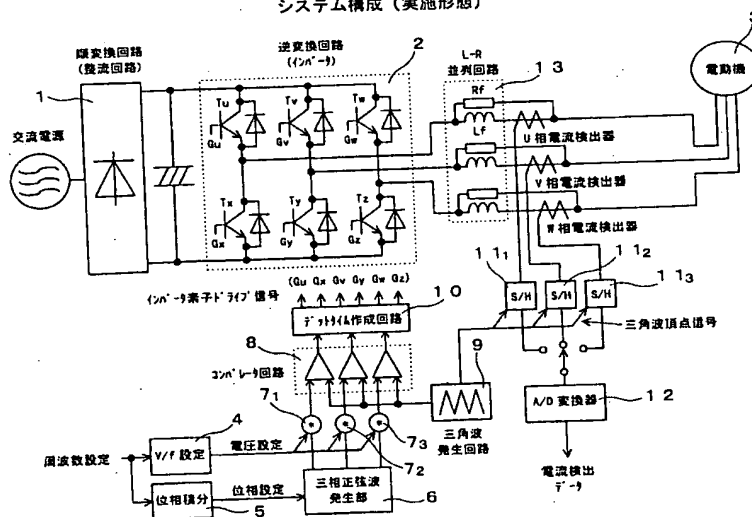 システム構成（実施形態）
順変換回路
(整流回路)
逆変換回路
(インバータ)
2
L-R
並列回路
13
電動機
1
Rf
Lf
Tu
Tv
Tw
Gu
Gv
Gw
交流電源
U相電流検出器
V相電流検出器
W相電流検出器
Tx
Ty
Tz
Gx
Gy
Gz
(Gu Gx Gv Gy Gw Gz)
インバータ素子ドライブ信号
10
デットタイム作成回路
11₁
11₂
11₃
S/H
S/H
S/H
三角波頂点信号
8
コンパレータ回路
9
三角波
発生回路
A/D変換器
12
電流検出
データ
7₁
7₂
7₃
周波数設定
4
V/f設定
電圧設定
位相積分
5
位相設定
三相正弦波
発生部
6